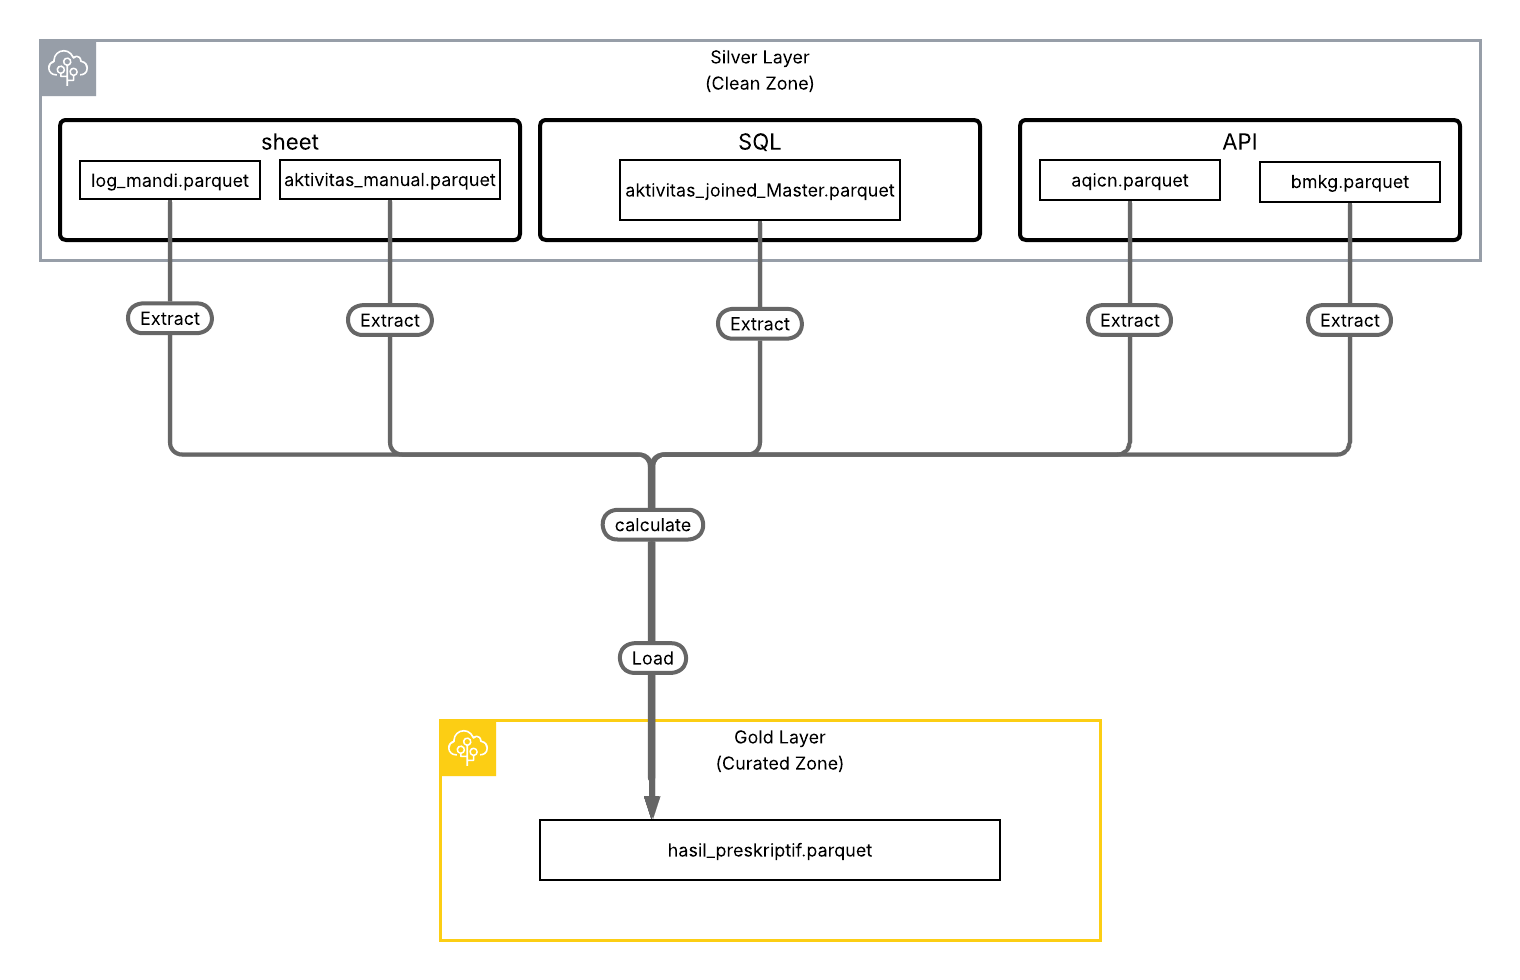 Silver Layer
(Clean Zone)
sheet
log_mandi.parquet
aktivitas_manual.parquet
SQL
aktivitas_joined_Master.parquet
API
aqicn.parquet
bmkg.parquet
Extract
Extract
Extract
Extract
Extract
calculate
Load
Gold Layer
(Curated Zone)
hasil_preskriptif.parquet